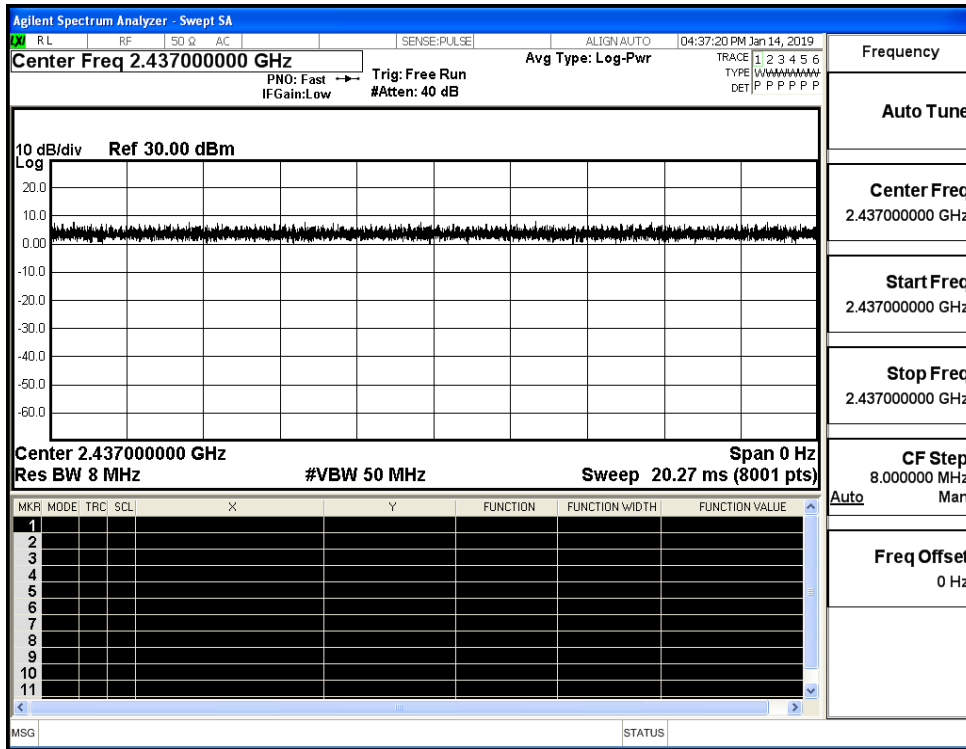 Agilent Spectrum Analyzer - Swept SA
LXI RL RF 50 Ω AC SENSE:PULSE ALIGN AUTO 04:37:20 PM Jan 14, 2019
Center Freq 2.437000000 GHz Avg Type: Log-Pwr TRACE 1 2 3 4 5 6
PNO: Fast Trig: Free Run TYPE WWWWWW
IFGain:Low #Atten: 40 dB DET P P P P P P
Frequency
Auto Tune
10 dB/div Ref 30.00 dBm
Log
20.0
10.0
0.00
-10.0
-20.0
-30.0
-40.0
-50.0
-60.0
Center 2.437000000 GHz Span 0 Hz
Res BW 8 MHz #VBW 50 MHz Sweep 20.27 ms (8001 pts)
Center Freq
2.437000000 GHz
Start Freq
2.437000000 GHz
Stop Freq
2.437000000 GHz
CF Step
8.000000 MHz
Auto Man
Freq Offset
0 Hz
MKR MODE TRC SCL X Y FUNCTION FUNCTION WIDTH FUNCTION VALUE
1
2
3
4
5
6
7
8
9
10
11
MSG STATUS